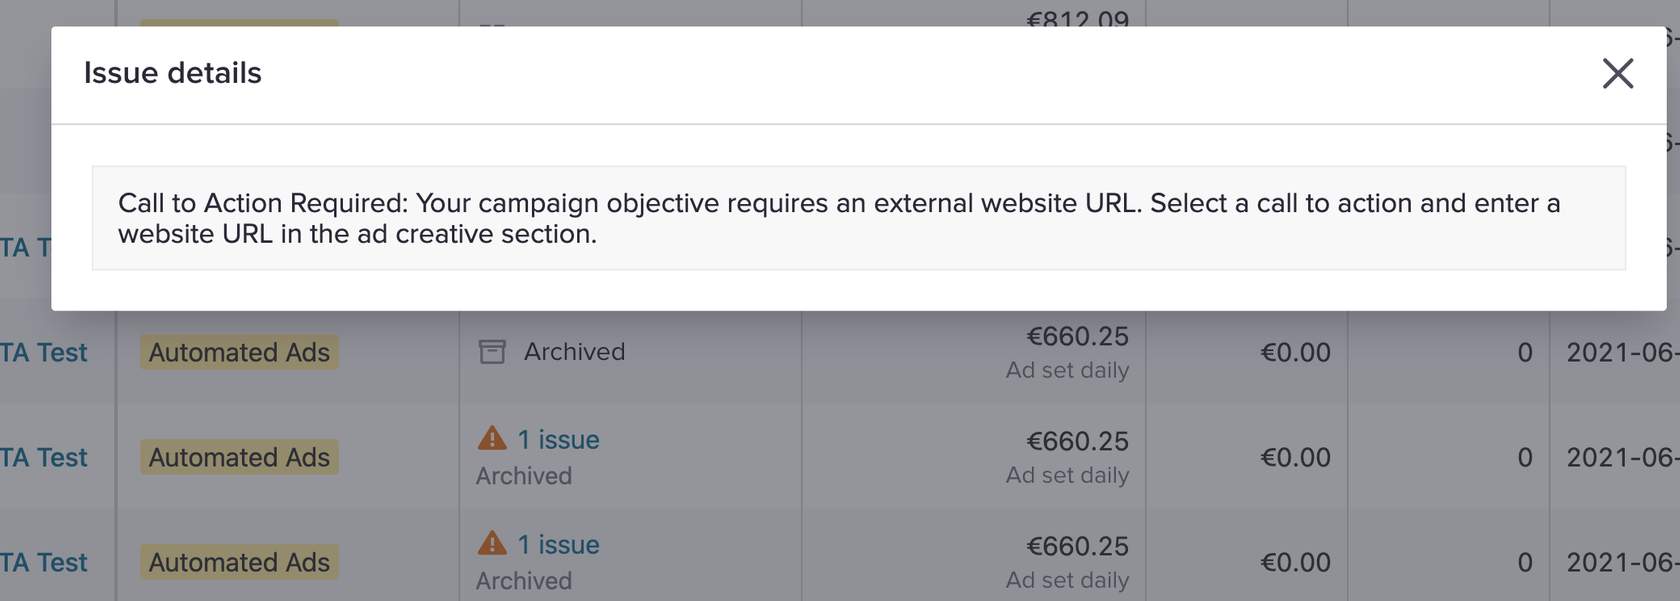 €812.09
Issue details
Call to Action Required: Your campaign objective requires an external website URL. Select a call to action and enter a
website URL in the ad creative section.
TA T
TA Test Automated Ads Archived €660.25 €0.00 0 2021-06-
Ad set daily
TA Test Automated Ads 1 issue €660.25 €0.00 0 2021-06-
Archived Ad set daily
TA Test Automated Ads 1 issue €660.25 €0.00 0 2021-06-
Archived Ad set daily